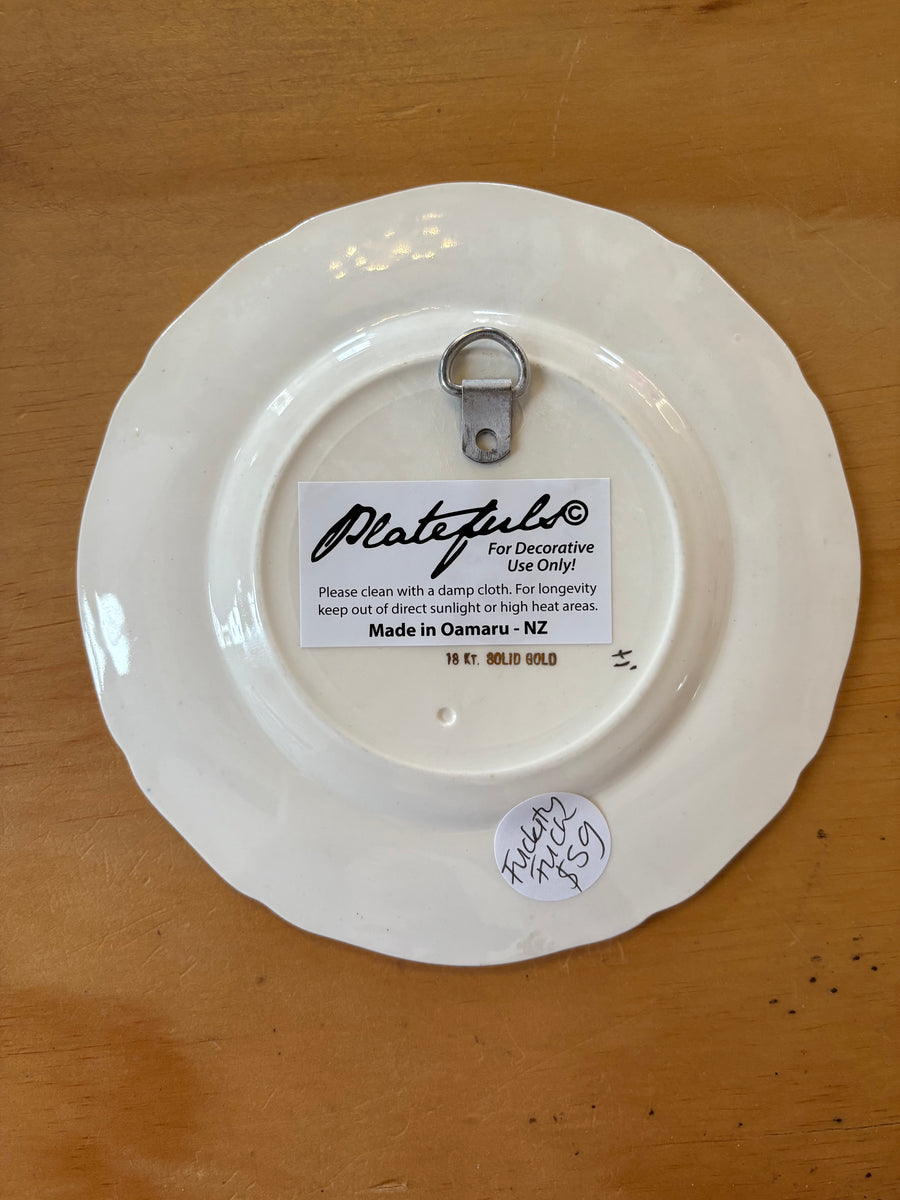 Platefuls©
For Decorative
Use Only!
Please clean with a damp cloth. For longevity
keep out of direct sunlight or high heat areas.
Made in Oamaru - NZ
18 KT. SOLID GOLD
Fuckity
Fuck
$59